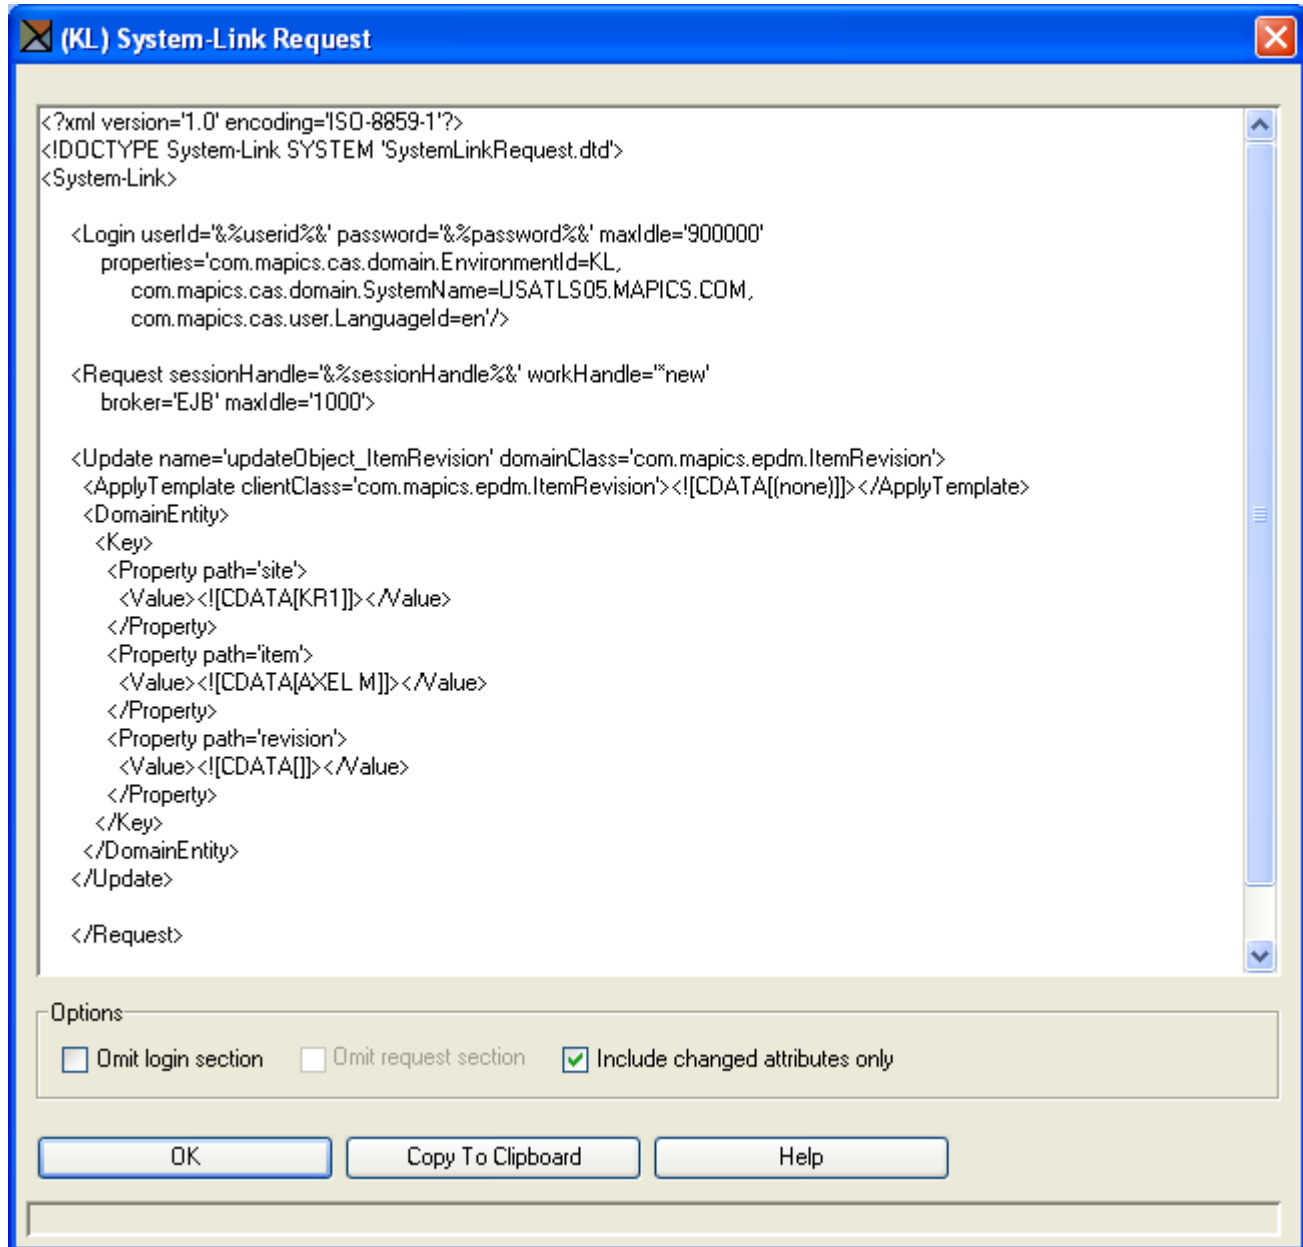 (KL) System-Link Request
<?xml version='1.0' encoding='ISO-8859-1'?>
<!DOCTYPE System-Link SYSTEM 'SystemLinkRequest.dtd'>
<System-Link>
<Login userId='&%userid%&' password='&%password%&' maxIdle='900000'
properties='com.mapics.cas.domain.EnvironmentId=KL,
com.mapics.cas.domain.SystemName=USATLS05.MAPICS.COM,
com.mapics.cas.user.LanguageId=en'/>
<Request sessionHandle='&%sessionHandle%&' workHandle='*new'
broker='EJB' maxIdle='1000'>
<Update name='updateObject_ItemRevision' domainClass='com.mapics.epdm.ItemRevision'>
<ApplyTemplate clientClass='com.mapics.epdm.ItemRevision'><![CDATA[(none)]]></ApplyTemplate>
<DomainEntity>
<Key>
<Property path='site'>
<Value><![CDATA[KR1]]></Value>
</Property>
<Property path='item'>
<Value><![CDATA[AXEL M]]></Value>
</Property>
<Property path='revision'>
<Value><![CDATA[]]></Value>
</Property>
</Key>
</DomainEntity>
</Update>
</Request>
Options
Omit login section Omit request section Include changed attributes only
OK Copy To Clipboard Help